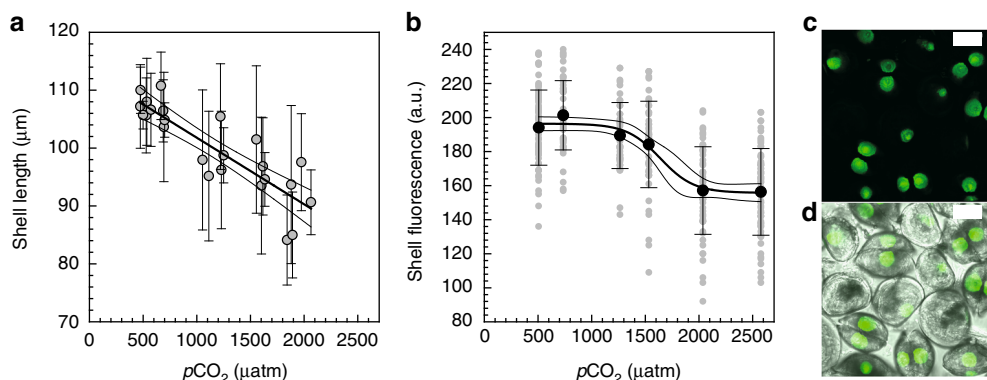 a
120
110
100
90
80
70
Shell length (μm)
0 500 1000 1500 2000 2500
pCO2 (μatm)
b
240
220
200
180
160
140
120
100
80
Shell fluorescence (a.u.)
0 500 1000 1500 2000 2500
pCO2 (μatm)
c
d